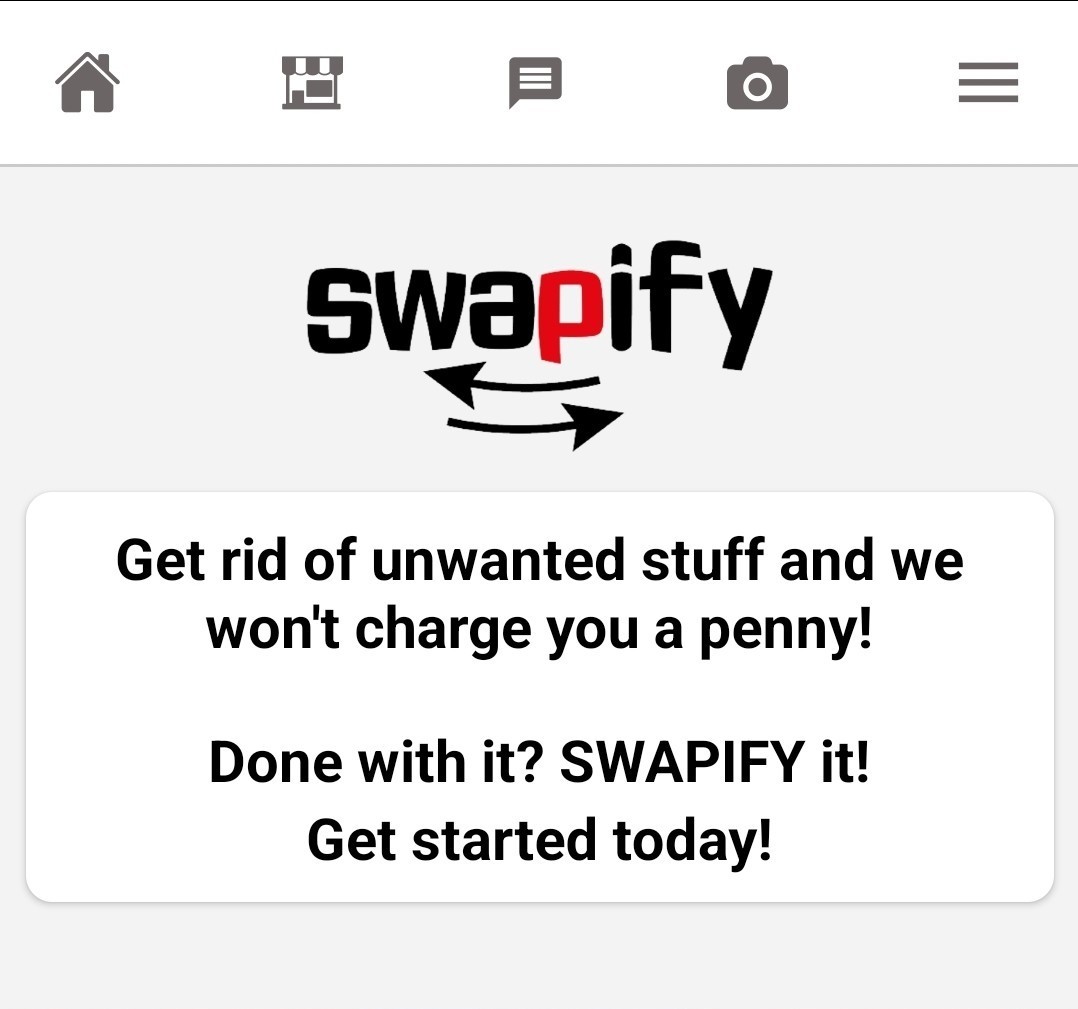 swapify
Get rid of unwanted stuff and we
won't charge you a penny!
Done with it? SWAPIFY it!
Get started today!